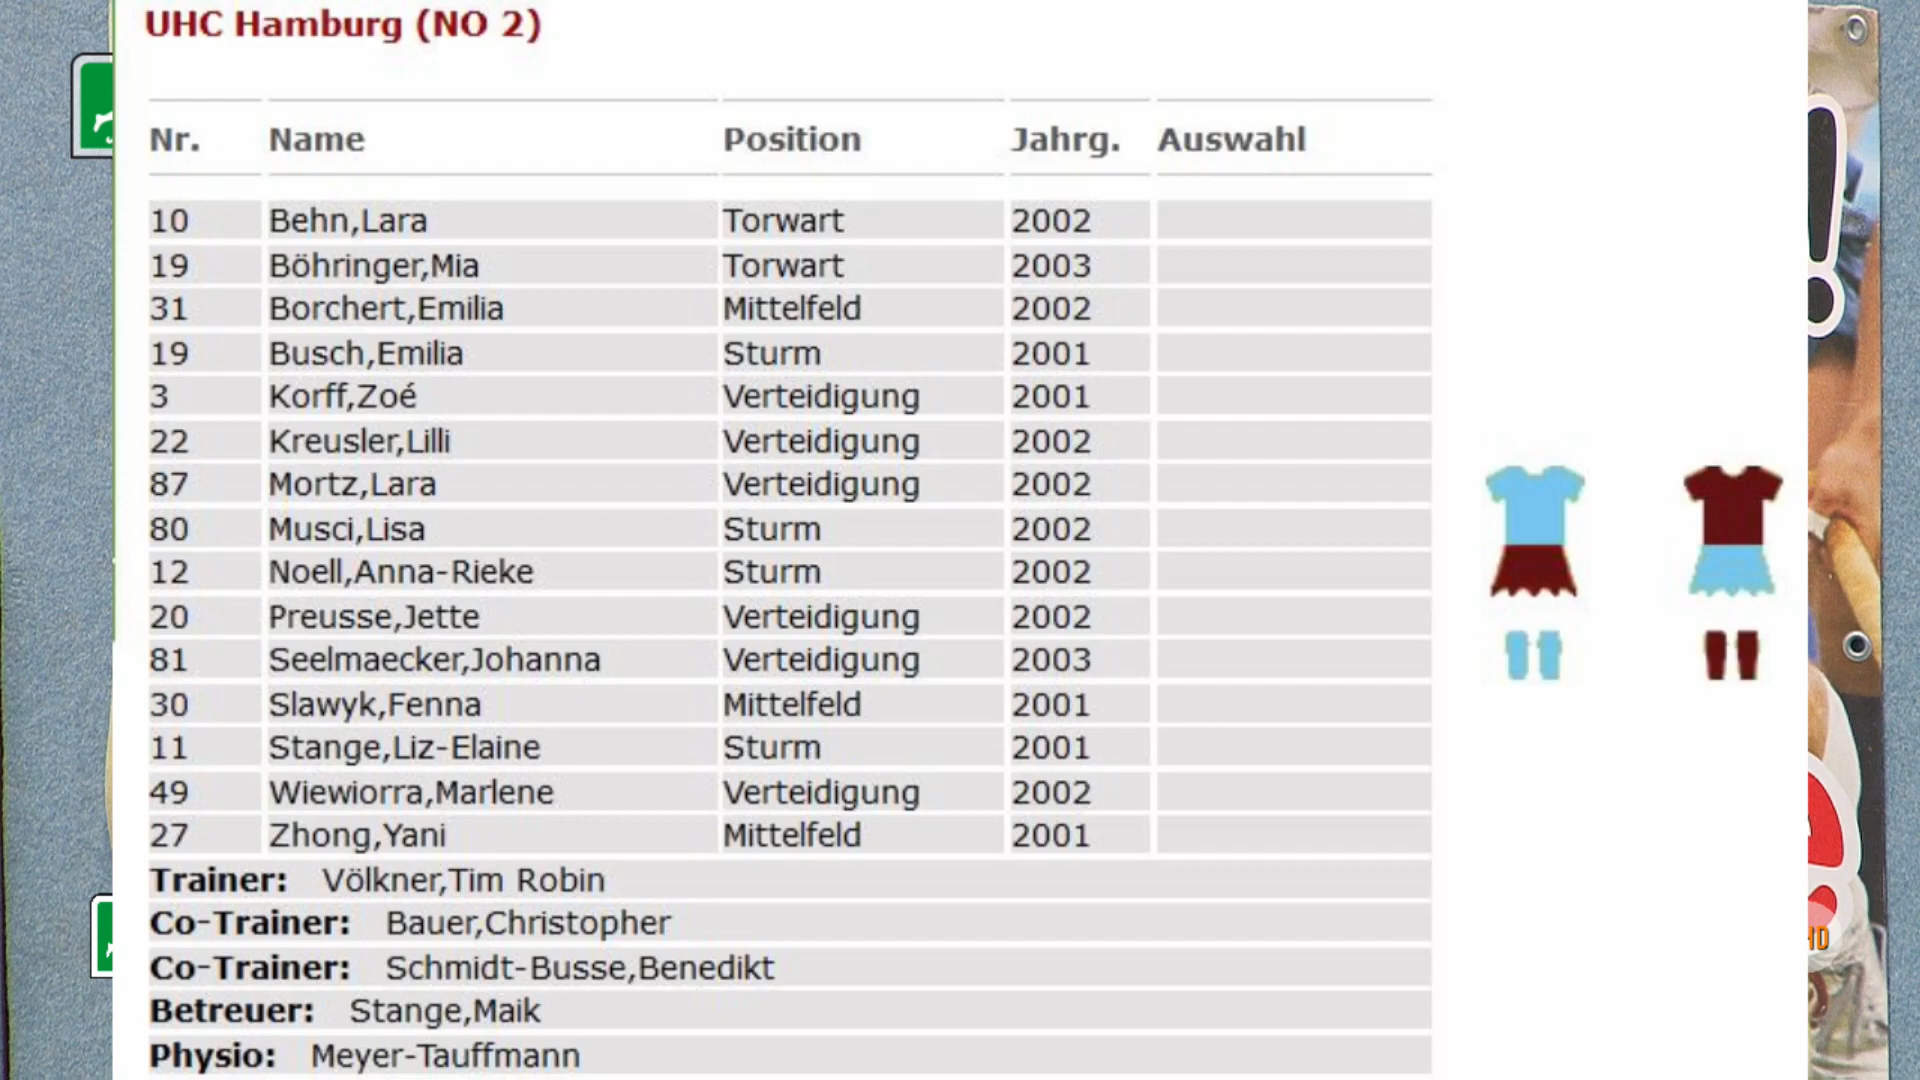 UHC Hamburg (NO 2)
Nr. Name Position Jahrg. Auswahl
10 Behn,Lara Torwart 2002
19 Böhringer,Mia Torwart 2003
31 Borchert,Emilia Mittelfeld 2002
19 Busch,Emilia Sturm 2001
3 Korff,Zoé Verteidigung 2001
22 Kreusler,Lilli Verteidigung 2002
87 Mortz,Lara Verteidigung 2002
80 Musci,Lisa Sturm 2002
12 Noell,Anna-Rieke Sturm 2002
20 Preusse,Jette Verteidigung 2002
81 Seelmaecker,Johanna Verteidigung 2003
30 Slawyk,Fenna Mittelfeld 2001
11 Stange,Liz-Elaine Sturm 2001
49 Wiewiorra,Marlene Verteidigung 2002
27 Zhong,Yani Mittelfeld 2001
Trainer: Völkner,Tim Robin
Co-Trainer: Bauer,Christopher
Co-Trainer: Schmidt-Busse,Benedikt
Betreuer: Stange,Maik
Physio: Meyer-Tauffmann
!
HD